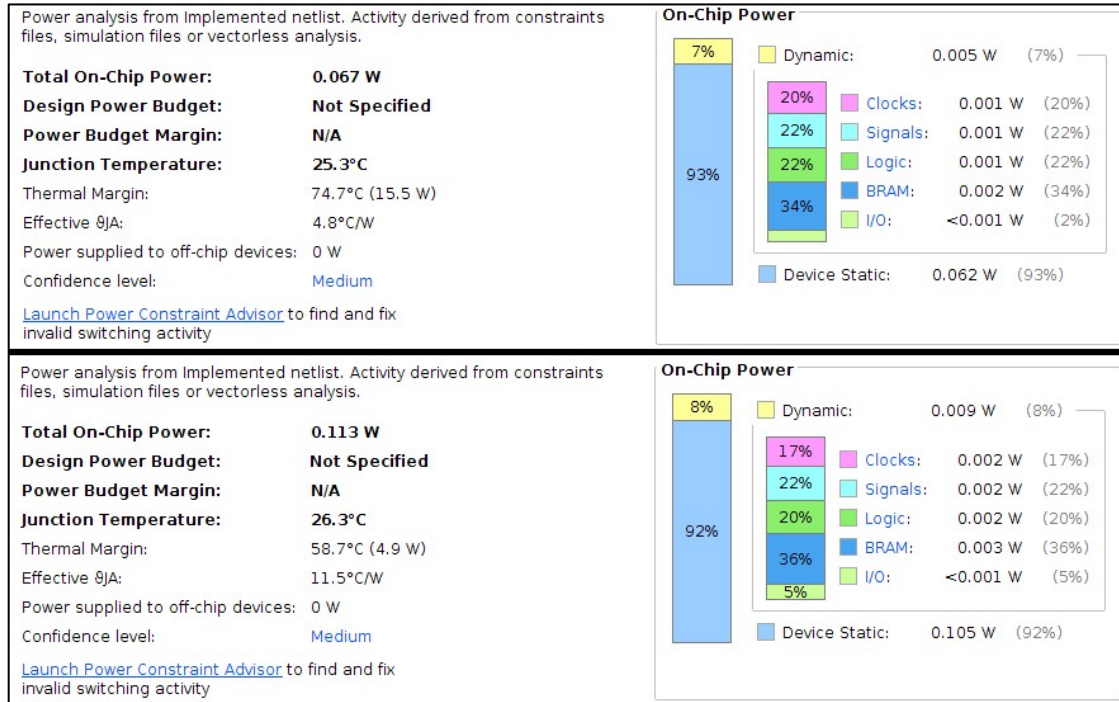 Power analysis from Implemented netlist. Activity derived from constraints
files, simulation files or vectorless analysis.
Total On-Chip Power: 0.067 W
Design Power Budget: Not Specified
Power Budget Margin: N/A
Junction Temperature: 25.3°C
Thermal Margin: 74.7°C (15.5 W)
Effective ϑJA: 4.8°C/W
Power supplied to off-chip devices: 0 W
Confidence level: Medium
Launch Power Constraint Advisor to find and fix
invalid switching activity
On-Chip Power
7%
93%
Dynamic: 0.005 W (7%)
20% Clocks: 0.001 W (20%)
22% Signals: 0.001 W (22%)
22% Logic: 0.001 W (22%)
34% BRAM: 0.002 W (34%)
I/O: <0.001 W (2%)
Device Static: 0.062 W (93%)
Power analysis from Implemented netlist. Activity derived from constraints
files, simulation files or vectorless analysis.
Total On-Chip Power: 0.113 W
Design Power Budget: Not Specified
Power Budget Margin: N/A
Junction Temperature: 26.3°C
Thermal Margin: 58.7°C (4.9 W)
Effective ϑJA: 11.5°C/W
Power supplied to off-chip devices: 0 W
Confidence level: Medium
Launch Power Constraint Advisor to find and fix
invalid switching activity
On-Chip Power
8%
92%
Dynamic: 0.009 W (8%)
17% Clocks: 0.002 W (17%)
22% Signals: 0.002 W (22%)
20% Logic: 0.002 W (20%)
36% BRAM: 0.003 W (36%)
5% I/O: <0.001 W (5%)
Device Static: 0.105 W (92%)